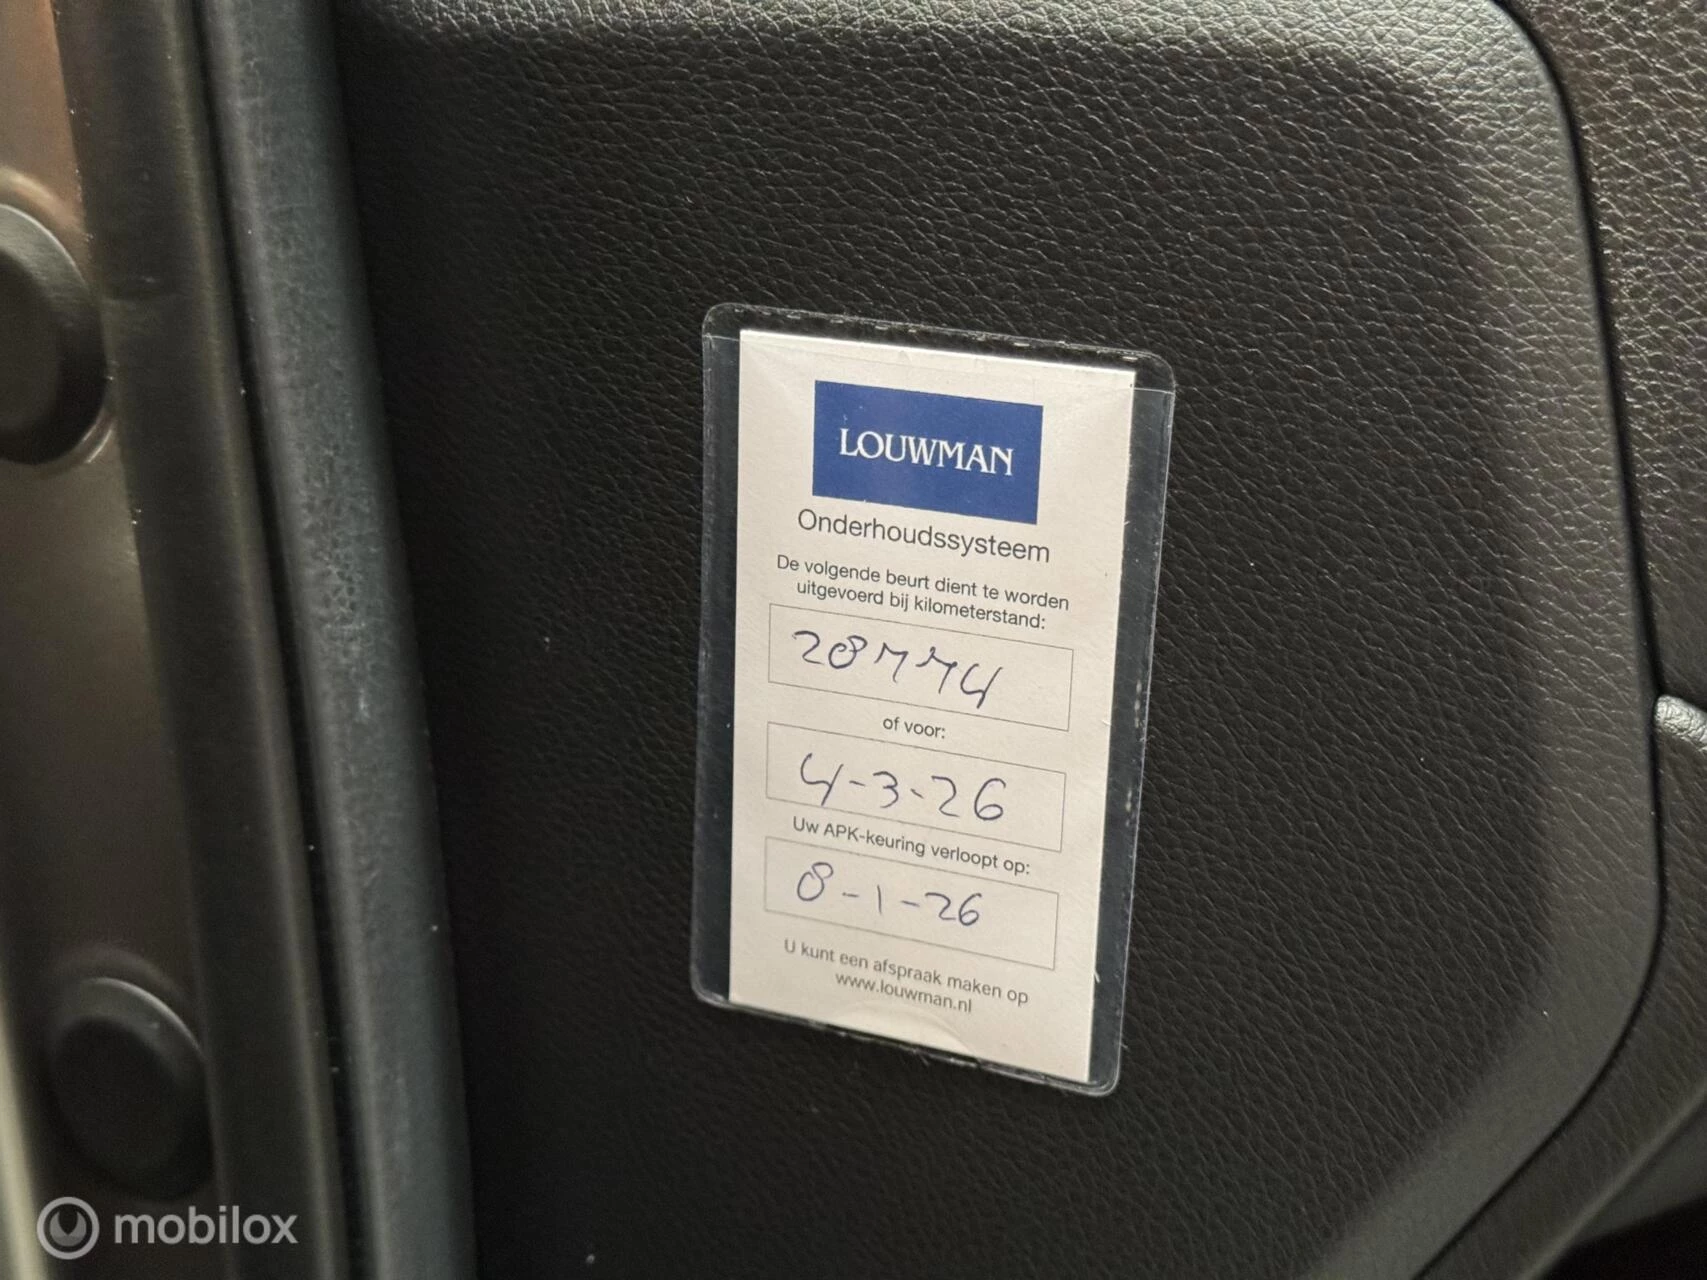 LOUWMAN
Onderhoudssysteem
De volgende beurt dient te worden
uitgevoerd bij kilometerstand:
28774
of voor:
4-3-26
Uw APK-keuring verloopt op:
8-1-26
U kunt een afspraak maken op
www.louwman.nl
mobilox